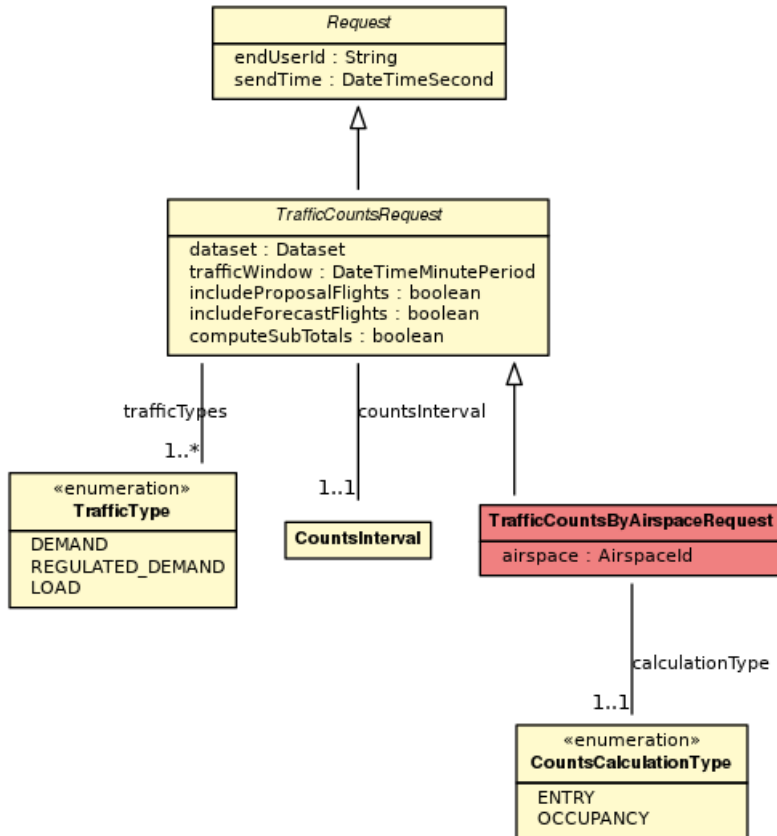 Request
endUserId : String
sendTime : DateTimeSecond
TrafficCountsRequest
dataset : Dataset
trafficWindow : DateTimeMinutePeriod
includeProposalFlights : boolean
includeForecastFlights : boolean
computeSubTotals : boolean
trafficTypes
countsInterval
1..*
1..1
«enumeration»
TrafficType
DEMAND
REGULATED_DEMAND
LOAD
CountsInterval
TrafficCountsByAirspaceRequest
airspace : AirspaceId
calculationType
1..1
«enumeration»
CountsCalculationType
ENTRY
OCCUPANCY